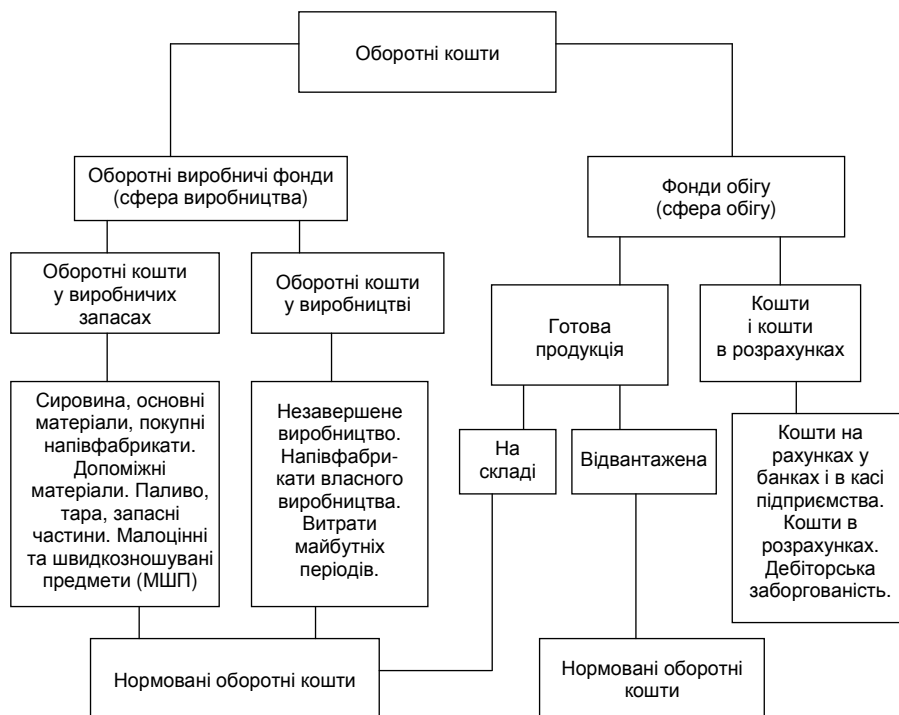 Оборотні кошти
Оборотні виробничі фонди
(сфера виробництва)
Фонди обігу
(сфера обігу)
Оборотні кошти
у виробничих
запасах
Оборотні кошти
у виробництві
Готова
продукція
Кошти
і кошти
в розрахунках
Сировина, основні
матеріали, покупні
напівфабрикати.
Допоміжні
матеріали. Паливо,
тара, запасні
частини. Малоцінні
та швидкозношувані
предмети (МШП)
Незавершене
виробництво.
Напівфабри-
кати власного
виробництва.
Витрати
майбутніх
періодів.
На
складі
Відвантажена
Кошти на
рахунках у
банках і в касі
підприємства.
Кошти в
розрахунках.
Дебіторська
заборгованість.
Нормовані оборотні кошти
Нормовані оборотні
кошти